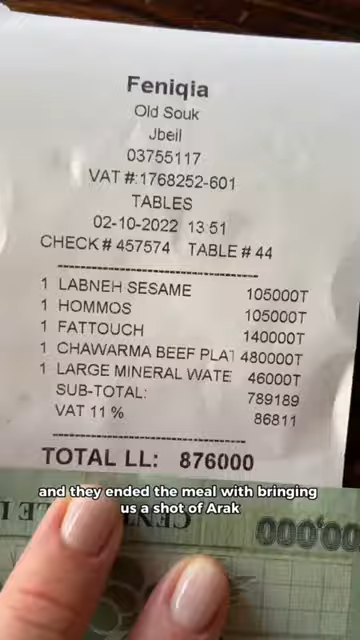 Feniqia
Old Souk
Jbeil
03755117
VAT #:1768252-601
TABLES
02-10-2022 13:51
CHECK # 457574 TABLE # 44
1 LABNEH SESAME 105000T
1 HOMMOS 105000T
1 FATTOUCH 140000T
1 CHAWARMA BEEF PLAT 480000T
1 LARGE MINERAL WATE 46000T
SUB-TOTAL: 789189
VAT 11 % 86811
TOTAL LL: 876000
and they ended the meal with bringing
us a shot of Arak